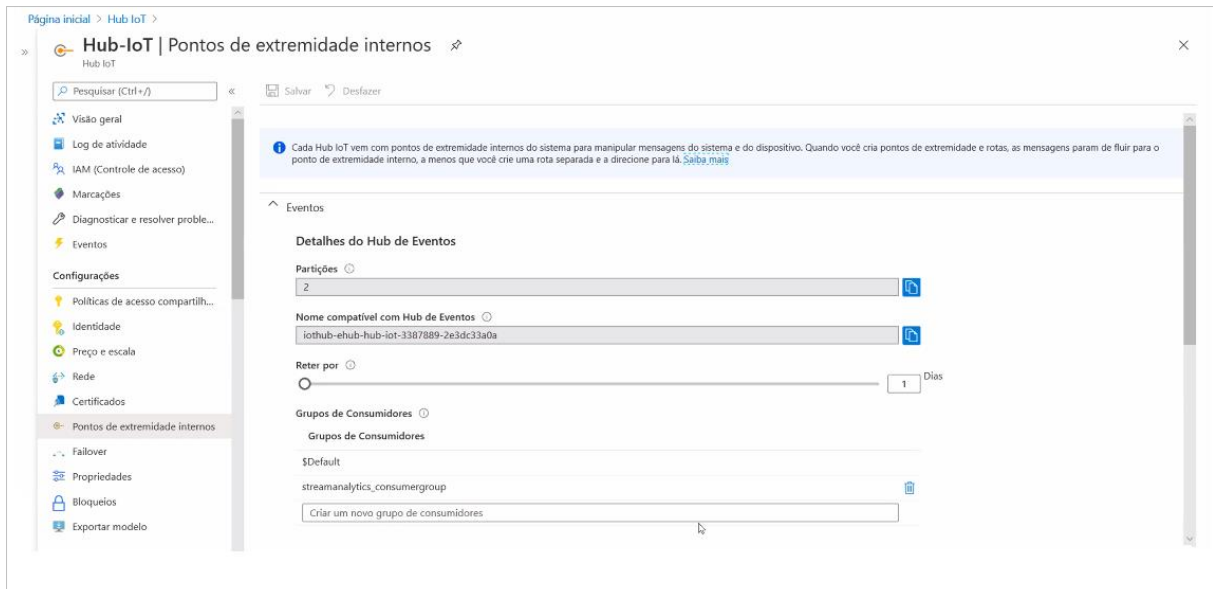 Página inicial > Hub IoT >
Hub-IoT | Pontos de extremidade internos
Hub IoT
Pesquisar (Ctrl+/)
Visão geral
Log de atividade
IAM (Controle de acesso)
Marcações
Diagnosticar e resolver proble...
Eventos
Configurações
Políticas de acesso compartilh...
Identidade
Preço e escala
Rede
Certificados
Pontos de extremidade internos
Failover
Propriedades
Bloqueios
Exportar modelo
Salvar Desfazer
Cada Hub IoT vem com pontos de extremidade internos do sistema para manipular mensagens do sistema e do dispositivo. Quando você cria pontos de extremidade e rotas, as mensagens param de fluir para o
ponto de extremidade interno, a menos que você crie uma rota separada e a direcione para lá. Saiba mais
Eventos
Detalhes do Hub de Eventos
Partições
2
Nome compatível com Hub de Eventos
iothub-ehub-hub-iot-3387889-2e3dc33a0a
Reter por
1 Dias
Grupos de Consumidores
Grupos de Consumidores
$Default
streamanalytics_consumergroup
Criar um novo grupo de consumidores